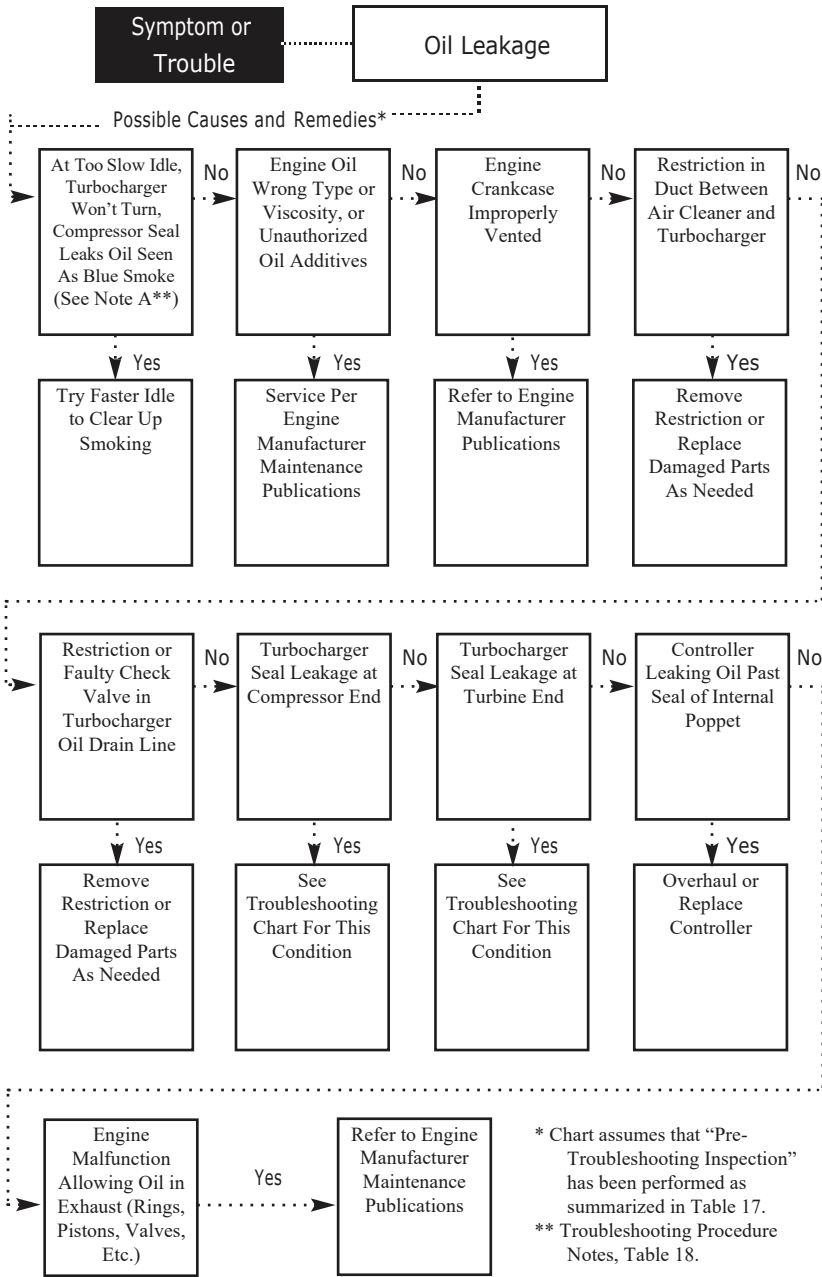 Symptom or
Trouble
Oil Leakage
Possible Causes and Remedies*
At Too Slow Idle,
Turbocharger
Won't Turn,
Compressor Seal
Leaks Oil Seen
As Blue Smoke
(See Note A**)
No
Engine Oil
Wrong Type or
Viscosity, or
Unauthorized
Oil Additives
No
Engine
Crankcase
Improperly
Vented
No
Restriction in
Duct Between
Air Cleaner and
Turbocharger
No
Yes
Yes
Yes
Yes
Try Faster Idle
to Clear Up
Smoking
Service Per
Engine
Manufacturer
Maintenance
Publications
Refer to Engine
Manufacturer
Publications
Remove
Restriction or
Replace
Damaged Parts
As Needed
Restriction or
Faulty Check
Valve in
Turbocharger
Oil Drain Line
No
Turbocharger
Seal Leakage at
Compressor End
No
Turbocharger
Seal Leakage at
Turbine End
No
Controller
Leaking Oil Past
Seal of Internal
Poppet
No
Yes
Yes
Yes
Yes
Remove
Restriction or
Replace
Damaged Parts
As Needed
See
Troubleshooting
Chart For This
Condition
See
Troubleshooting
Chart For This
Condition
Overhaul or
Replace
Controller
Engine
Malfunction
Allowing Oil in
Exhaust (Rings,
Pistons, Valves,
Etc.)
Yes
Refer to Engine
Manufacturer
Maintenance
Publications
* Chart assumes that “Pre-
Troubleshooting Inspection”
has been performed as
summarized in Table 17.
** Troubleshooting Procedure
Notes, Table 18.